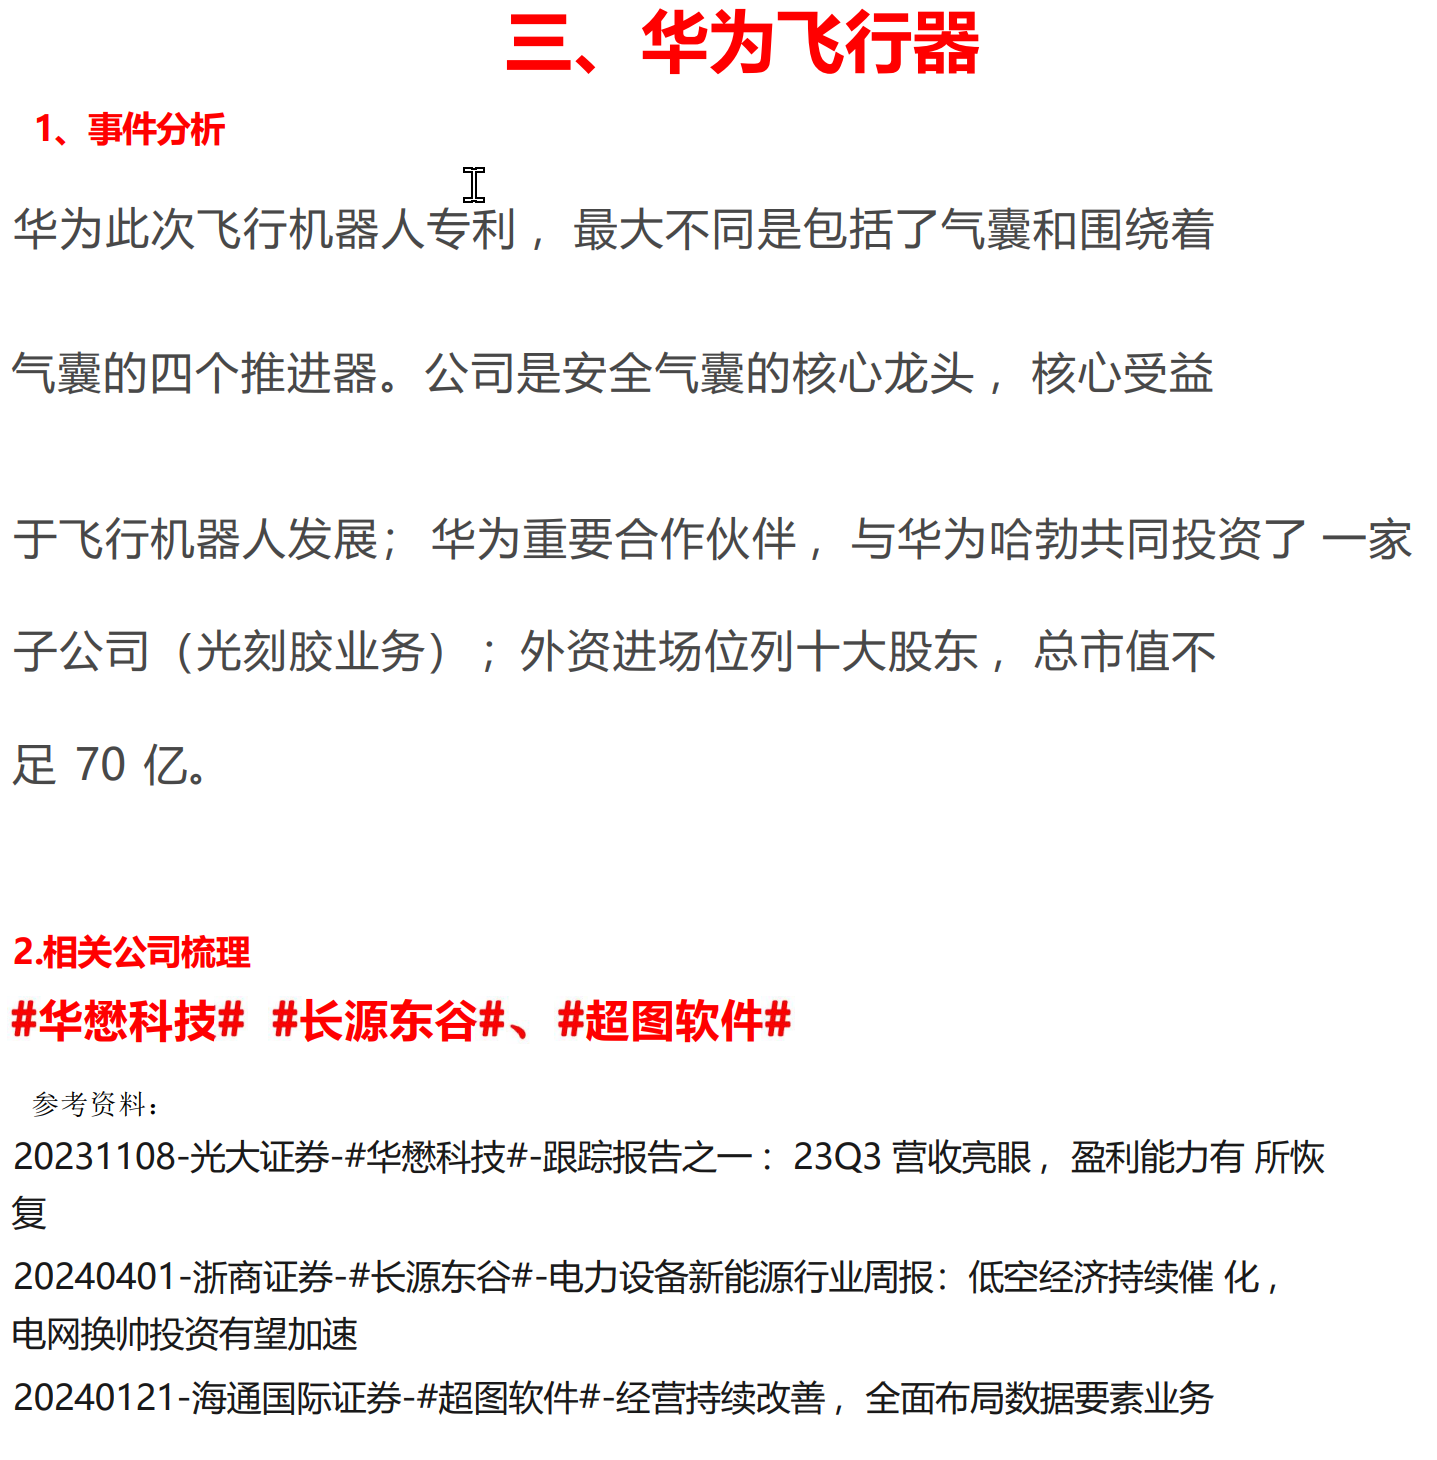 三、华为飞行器
1、事件分析
华为此次飞行机器人专利，最大不同是包括了气囊和围绕着
气囊的四个推进器。公司是安全气囊的核心龙头，核心受益
于飞行机器人发展；华为重要合作伙伴，与华为哈勃共同投资了 一家
子公司（光刻胶业务）；外资进场位列十大股东，总市值不
足 70 亿。
2.相关公司梳理
#华懋科技# #长源东谷#、#超图软件#
参考资料：
20231108-光大证券-#华懋科技#-跟踪报告之一：23Q3 营收亮眼，盈利能力有 所恢
复
20240401-浙商证券-#长源东谷#-电力设备新能源行业周报：低空经济持续催 化，
电网换帅投资有望加速
20240121-海通国际证券-#超图软件#-经营持续改善，全面布局数据要素业务